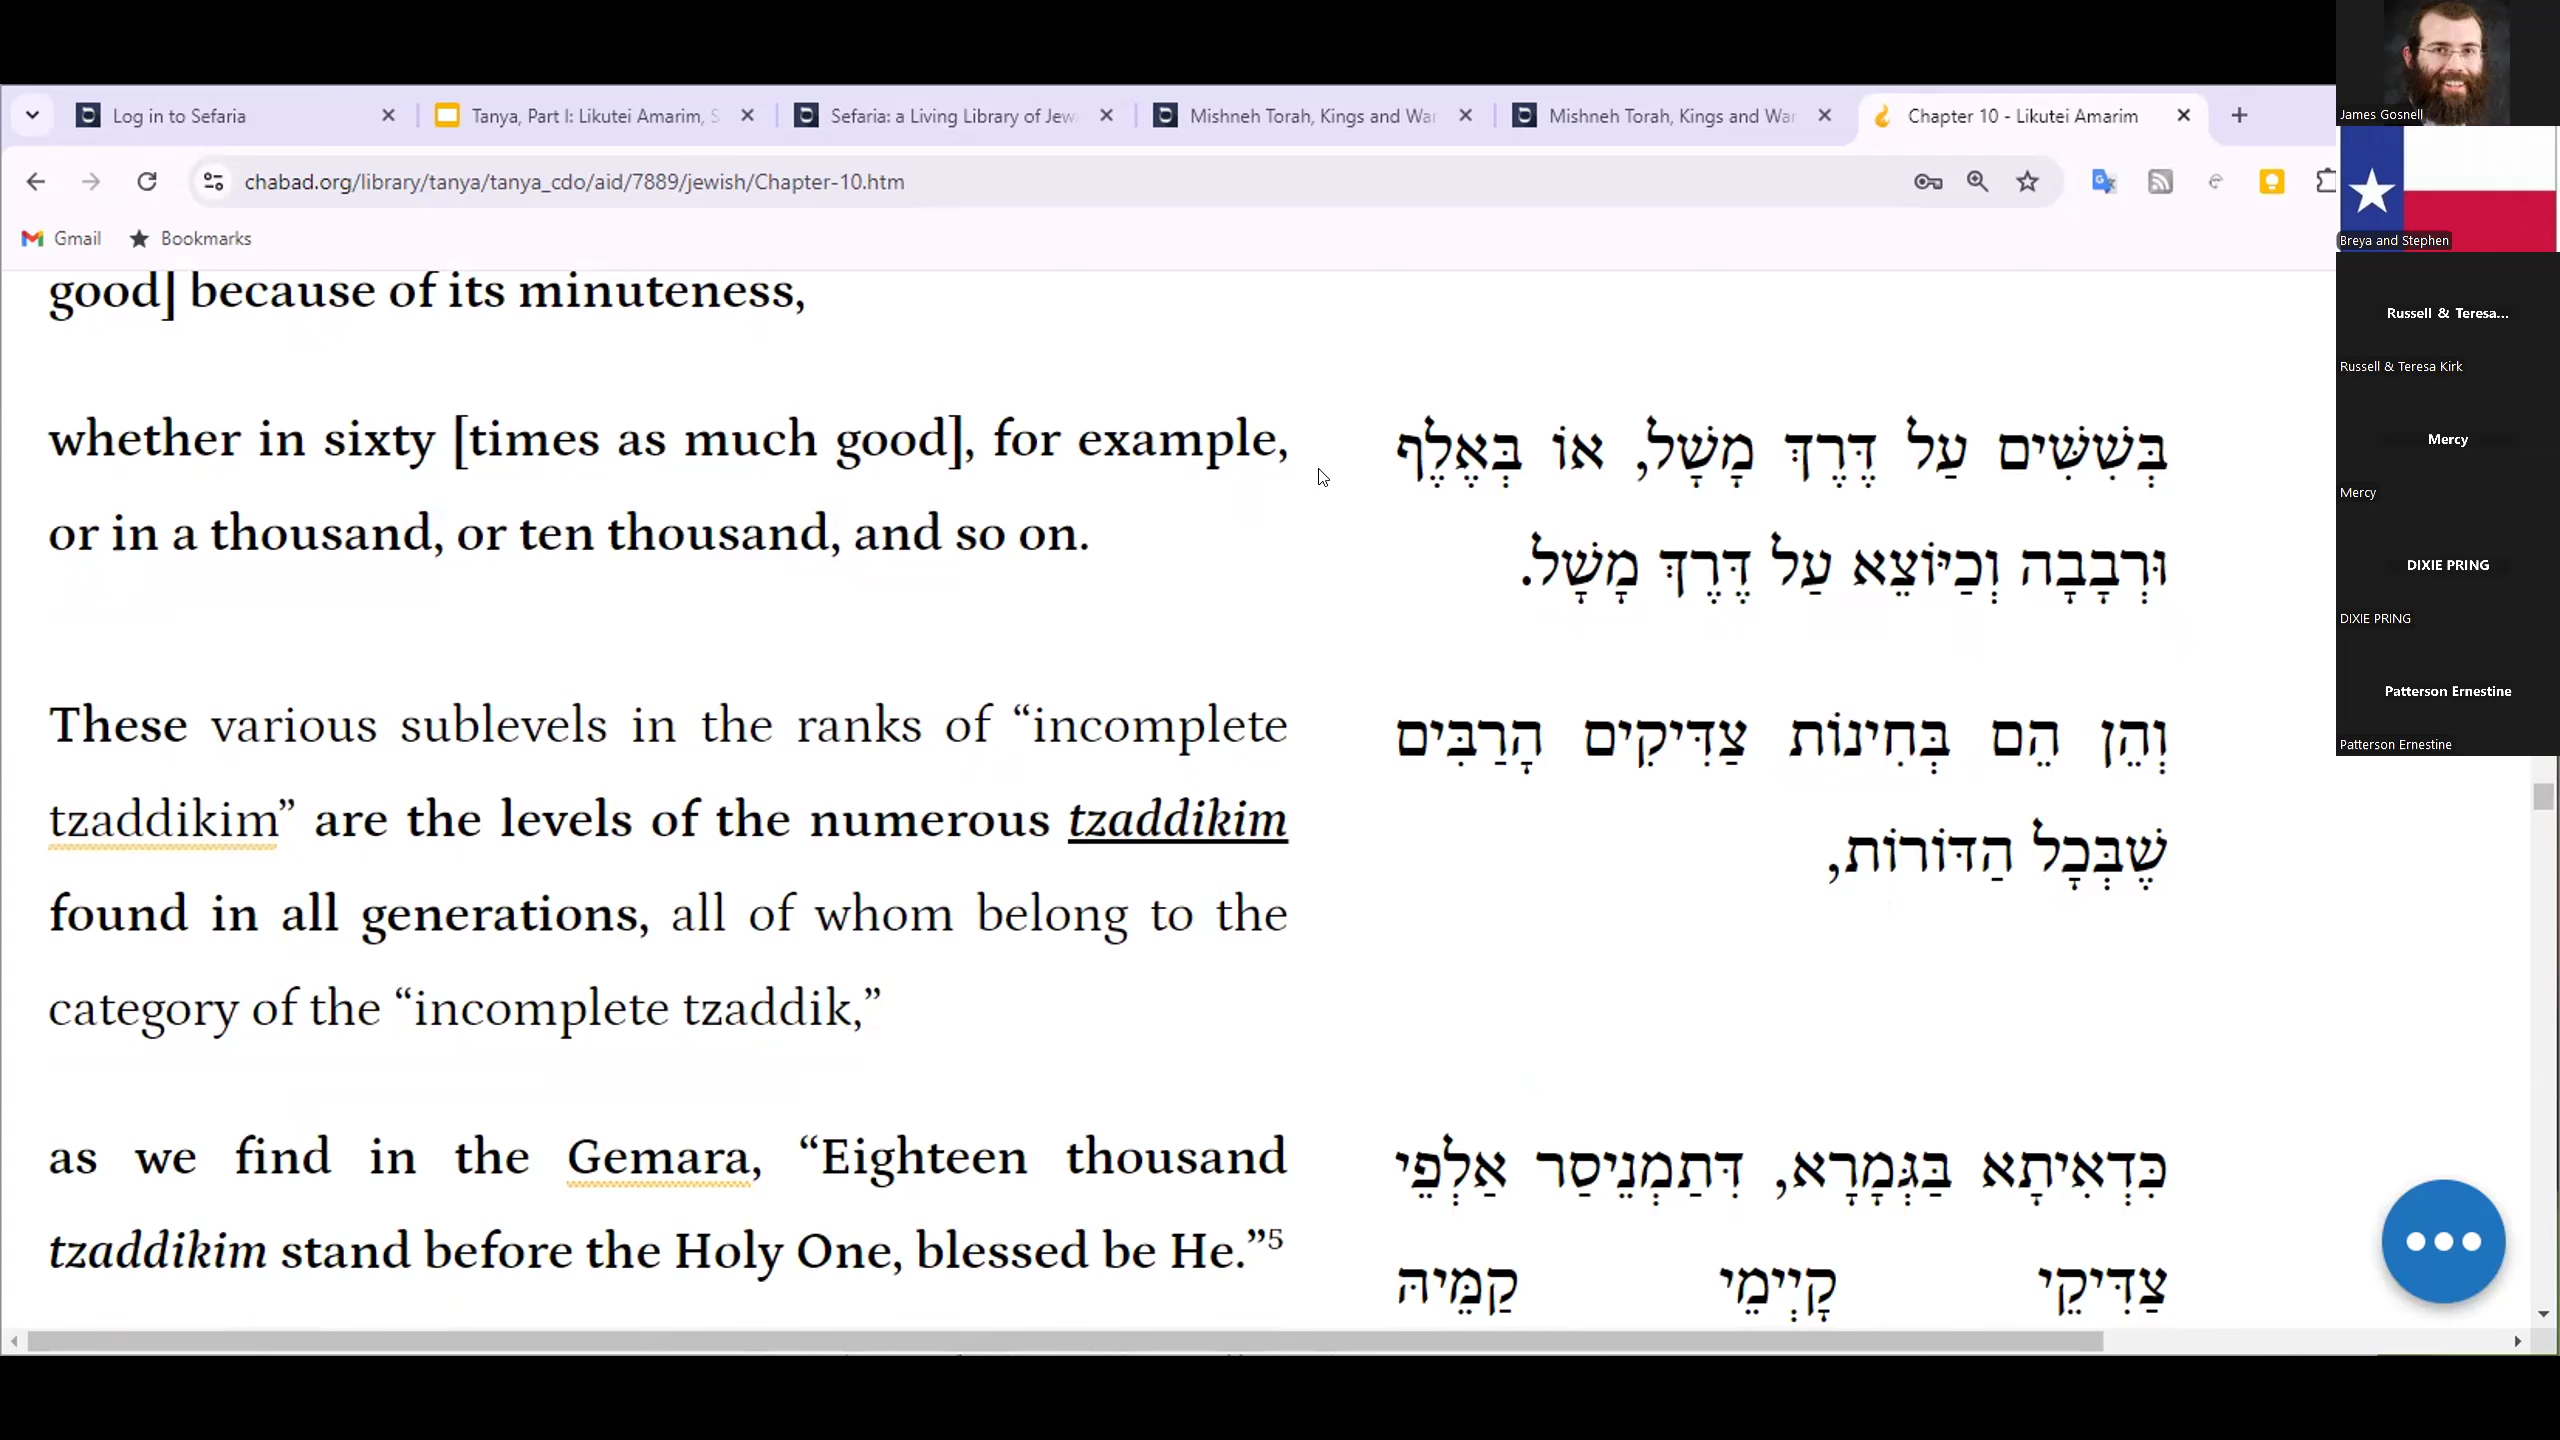 Log in to Sefaria
Tanya, Part I: Likutei Amarim, S
Sefaria: a Living Library of Jew
Mishneh Torah, Kings and War
Mishneh Torah, Kings and War
Chapter 10 - Likutei Amarim
chabad.org/library/tanya/tanya_cdo/aid/7889/jewish/Chapter-10.htm
Gmail
Bookmarks
good] because of its minuteness,
whether in sixty [times as much good], for example,
or in a thousand, or ten thousand, and so on.
These various sublevels in the ranks of “incomplete
tzaddikim” are the levels of the numerous tzaddikim
found in all generations, all of whom belong to the
category of the “incomplete tzaddik,”
as we find in the Gemara, “Eighteen thousand
tzaddikim stand before the Holy One, blessed be He.”5
בְּשִׁשִּׁים עַל דֶּרֶךְ מָשָׁל, אוֹ בְּאֶלֶף
וּרְבָבָה וְכַיּוֹצֵא עַל דֶּרֶךְ מָשָׁל.
וְהֵן הֵם בְּחִינוֹת צַדִּיקִים הָרַבִּים
שֶׁבְּכָל הַדּוֹרוֹת,
כִּדְאִיתָא בַּגְּמָרָא, דִּתַמְנֵיסַר אַלְפֵי
צַדִּיקֵי קָיְימֵי קַמֵּיהּ
James Gosnell
Breya and Stephen
Russell & Teresa...
Russell & Teresa Kirk
Mercy
Mercy
DIXIE PRING
DIXIE PRING
Patterson Ernestine
Patterson Ernestine